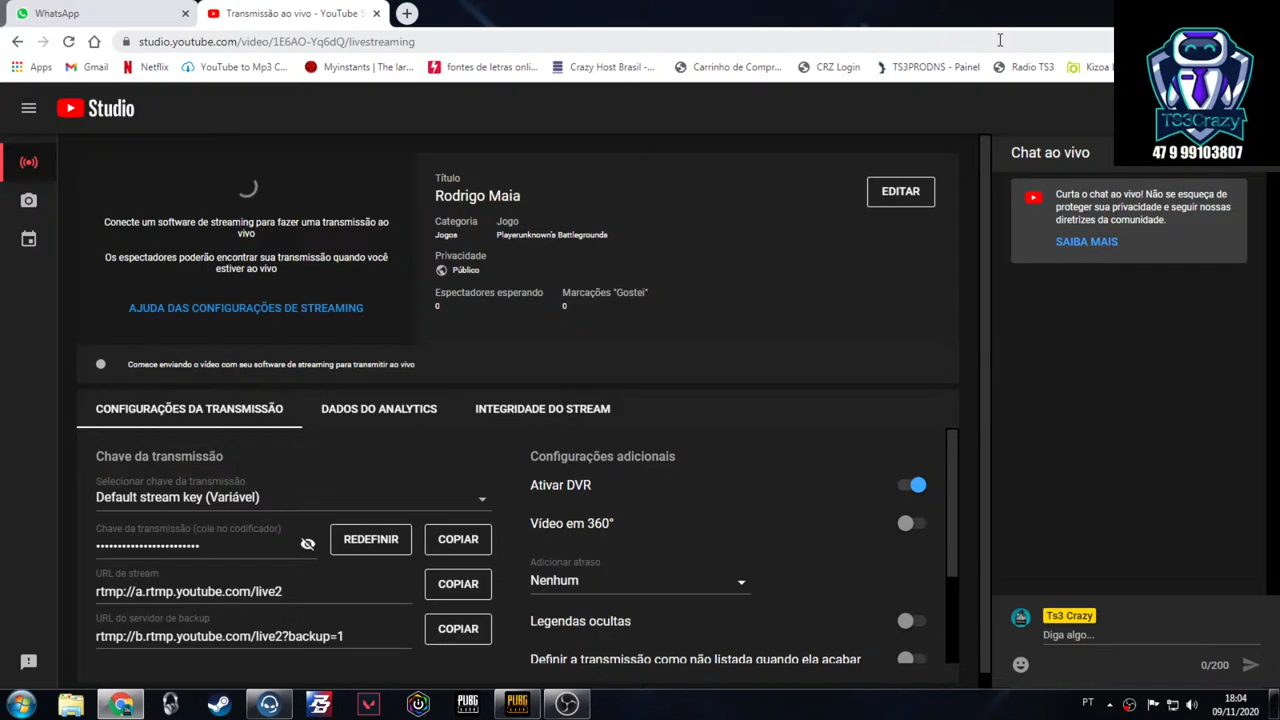 WhatsApp
Transmissão ao vivo - YouTube S
studio.youtube.com/video/1E6AO-Yq6dQ/livestreaming
Apps Gmail Netflix YouTube to Mp3 C... Myinstants | The lar... fontes de letras onli... Crazy Host Brasil -... Carrinho de Compr... CRZ Login TS3PRODNS - Painel Radio TS3 Kizoa
TS3Crazy
47 9 99103807
Studio
Conecte um software de streaming para fazer uma transmissão ao
vivo
Os espectadores poderão encontrar sua transmissão quando você
estiver ao vivo
AJUDA DAS CONFIGURAÇÕES DE STREAMING
Título
Rodrigo Maia
EDITAR
Categoria Jogo
Jogos Playerunknown's Battlegrounds
Privacidade
Público
Espectadores esperando Marcações "Gostei"
0 0
Comece enviando o vídeo com seu software de streaming para transmitir ao vivo
Chat ao vivo
Curta o chat ao vivo! Não se esqueça de
proteger sua privacidade e seguir nossas
diretrizes da comunidade.
SAIBA MAIS
CONFIGURAÇÕES DA TRANSMISSÃO DADOS DO ANALYTICS INTEGRIDADE DO STREAM
Chave da transmissão
Selecionar chave da transmissão
Default stream key (Variável)
Chave da transmissão (cole no codificador)
•••••••••••••••••••••••• REDEFINIR COPIAR
URL de stream
rtmp://a.rtmp.youtube.com/live2 COPIAR
URL do servidor de backup
rtmp://b.rtmp.youtube.com/live2?backup=1 COPIAR
Configurações adicionais
Ativar DVR
Vídeo em 360°
Adicionar atraso
Nenhum
Legendas ocultas
Definir a transmissão como não listada quando ela acabar
Ts3 Crazy
Diga algo...
0/200
PUBG
PUBG
PT
18:04
09/11/2020